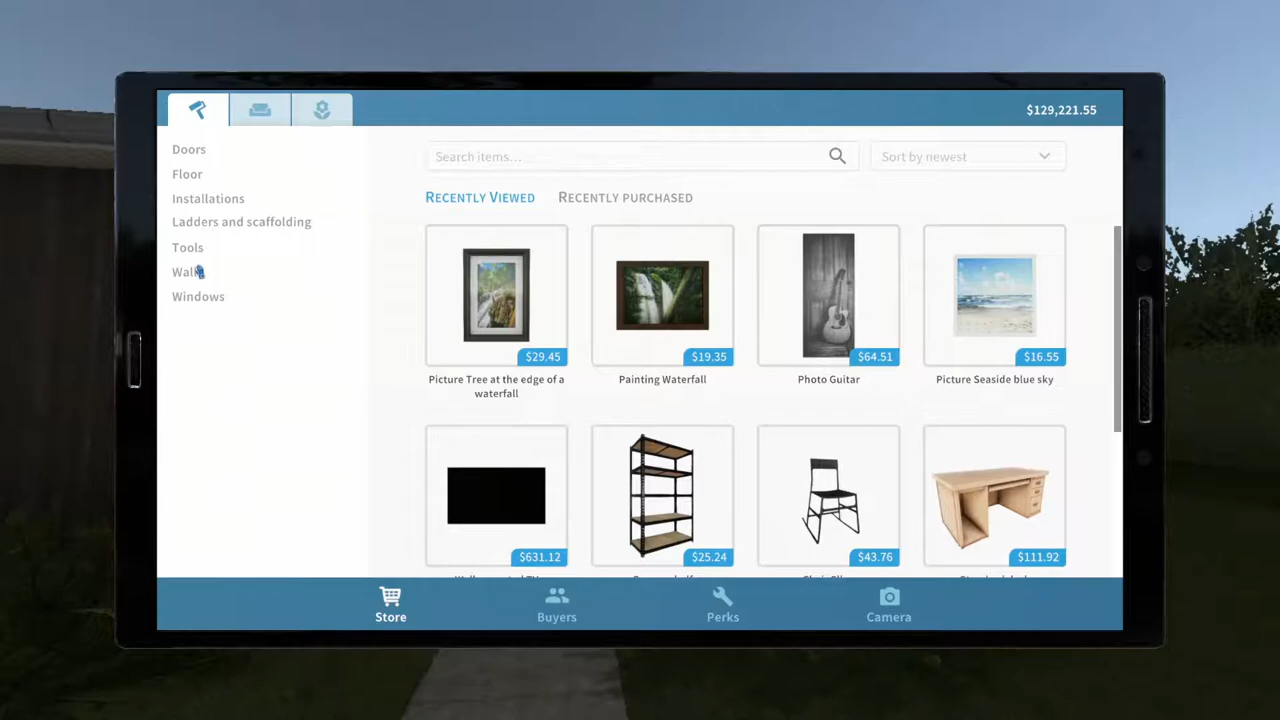 $129,221.55
Doors
Floor
Installations
Ladders and scaffolding
Tools
Windows
Search items...
Sort by newest
RECENTLY VIEWED
RECENTLY PURCHASED
$29.45
$19.35
$64.51
$16.55
Picture Tree at the edge of a
waterfall
Painting Waterfall
Photo Guitar
Picture Seaside blue sky
$631.12
$25.24
$43.76
$111.92
Store
Buyers
Perks
Camera